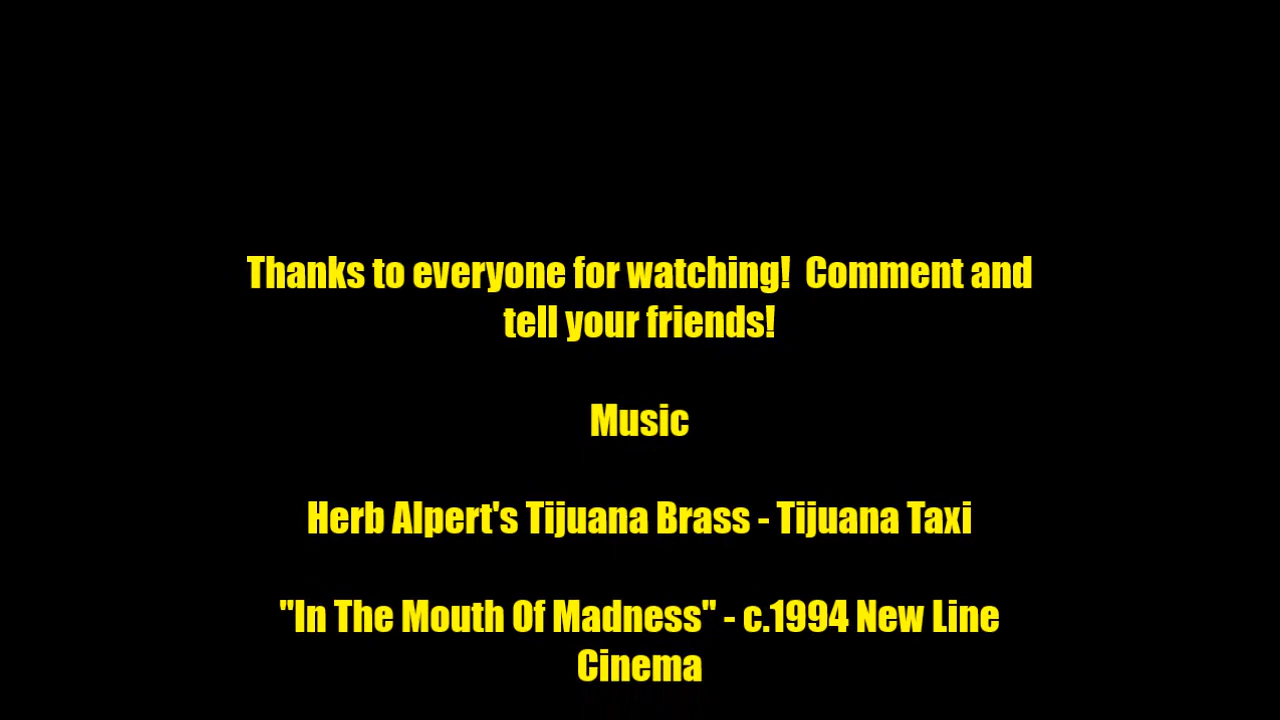 Thanks to everyone for watching!  Comment and
tell your friends!
Music
Herb Alpert's Tijuana Brass - Tijuana Taxi
"In The Mouth Of Madness" - c.1994 New Line
Cinema